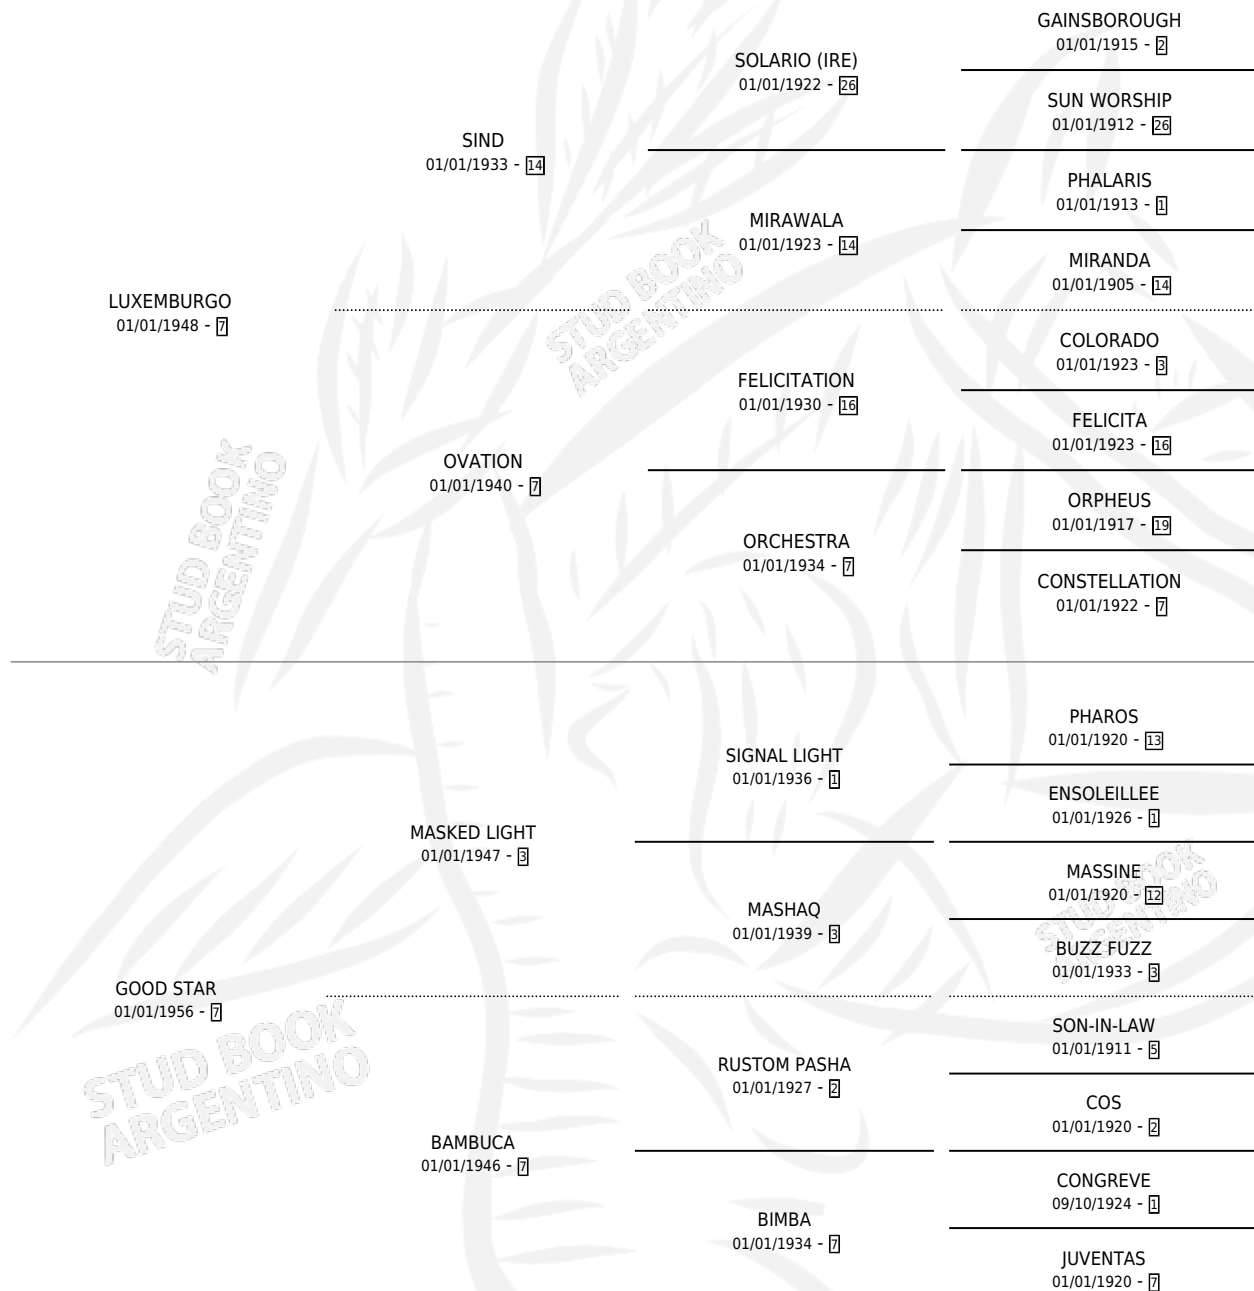 GAINSBOROUGH
01/01/1915 - 2
SOLARIO (IRE)
01/01/1922 - 26
SUN WORSHIP
01/01/1912 - 26
SIND
01/01/1933 - 14
PHALARIS
01/01/1913 - 1
MIRAWALA
01/01/1923 - 14
MIRANDA
01/01/1905 - 14
LUXEMBURGO
01/01/1948 - 7
COLORADO
01/01/1923 - 3
FELICITATION
01/01/1930 - 16
FELICITA
01/01/1923 - 16
OVATION
01/01/1940 - 7
ORPHEUS
01/01/1917 - 19
ORCHESTRA
01/01/1934 - 7
CONSTELLATION
01/01/1922 - 7
PHAROS
01/01/1920 - 13
SIGNAL LIGHT
01/01/1936 - 1
ENSOLEILLEE
01/01/1926 - 1
MASKED LIGHT
01/01/1947 - 3
MASSINE
01/01/1920 - 12
MASHAQ
01/01/1939 - 3
BUZZ FUZZ
01/01/1933 - 3
GOOD STAR
01/01/1956 - 7
SON-IN-LAW
01/01/1911 - 5
RUSTOM PASHA
01/01/1927 - 2
COS
01/01/1920 - 2
BAMBUCA
01/01/1946 - 7
CONGREVE
09/10/1924 - 1
BIMBA
01/01/1934 - 7
JUVENTAS
01/01/1920 - 7
STUD BOOK
ARGENTINO
STUD BOOK
ARGENTINO
STUD BOOK
ARGENTINO
STUD BOOK
ARGENTINO